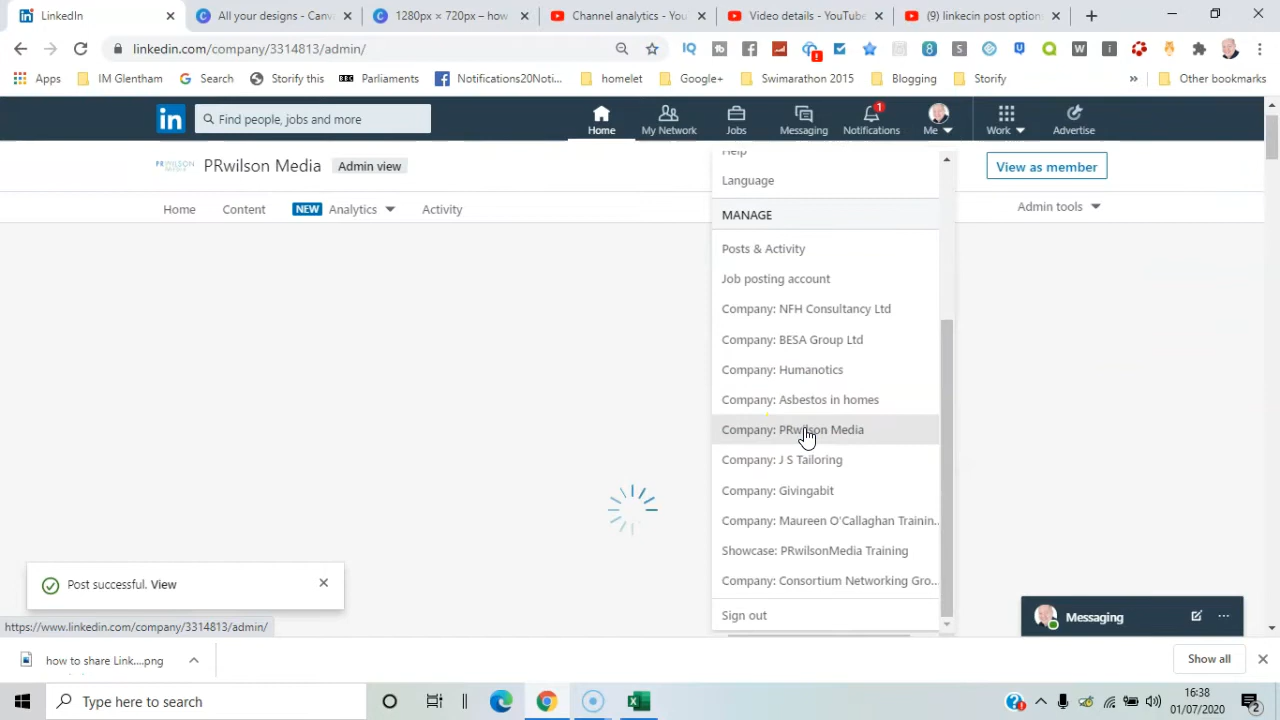 LinkedIn
All your designs - Canv
1280px × 720px – how
Channel analytics - You
Video details - YouTube
(9) linkecin post option
linkedin.com/company/3314813/admin/
Apps
IM Glentham
Search
Storify this
BBC Parliaments
Notifications20Noti...
homelet
Google+
Swimarathon 2015
Blogging
Storify
»
Other bookmarks
in
Find people, jobs and more
Home
My Network
Jobs
Messaging
1
Notifications
Me
Work
Advertise
PRWILSON MEDIA
PRwilson Media
Admin view
View as member
Home
Content
NEW Analytics
Activity
Admin tools
Help
Language
MANAGE
Posts & Activity
Job posting account
Company: NFH Consultancy Ltd
Company: BESA Group Ltd
Company: Humanotics
Company: Asbestos in homes
Company: PRwilson Media
Company: J S Tailoring
Company: Givingabit
Company: Maureen O'Callaghan Trainin...
Showcase: PRwilsonMedia Training
Company: Consortium Networking Gro...
Sign out
Post successful. View
https://www.linkedin.com/company/3314813/admin/
Messaging
how to share Link....png
Show all
Type here to search
16:38
01/07/2020
2